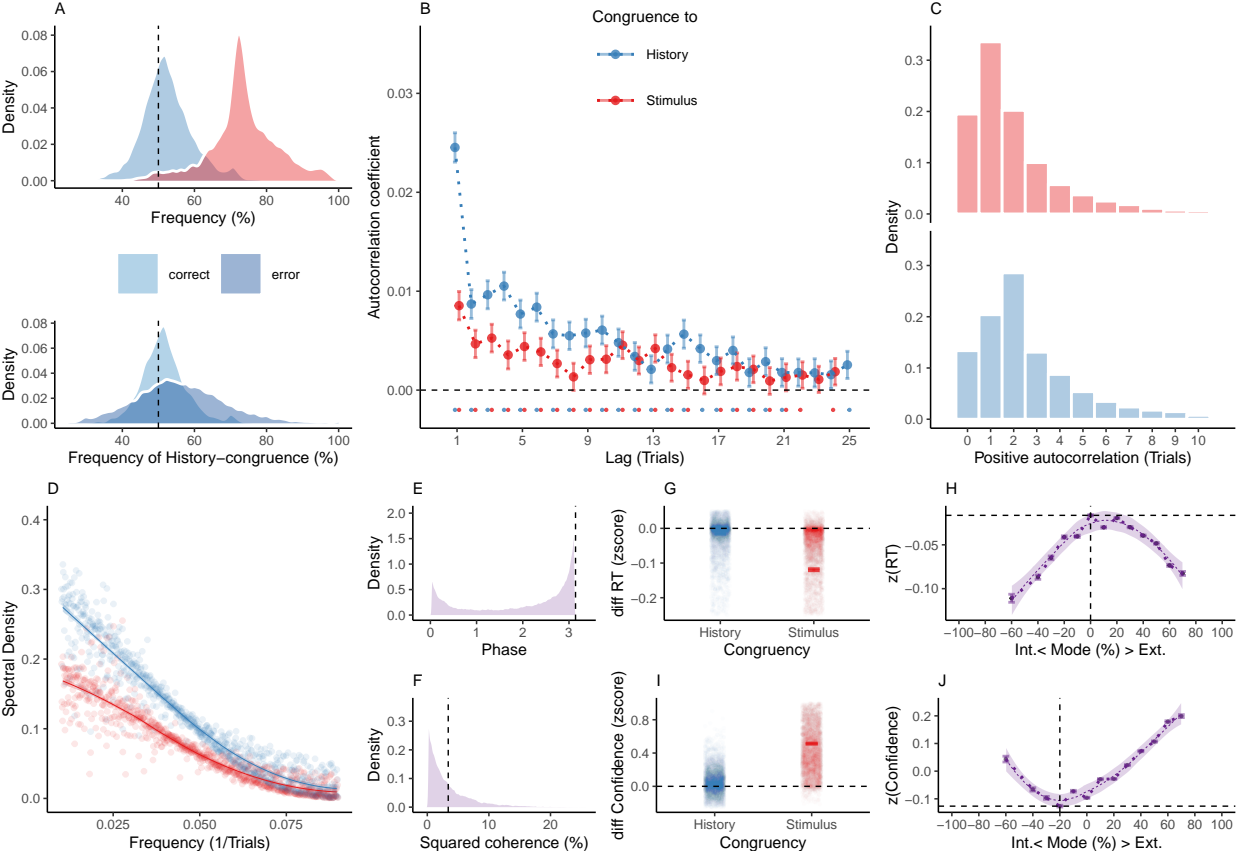 A
0.08
0.06
0.04
0.02
0.00
Density
40 60 80 100
Frequency (%)
correct
error
0.08
0.06
0.04
0.02
0.00
Density
40 60 80 100
Frequency of History−congruence (%)
B
Congruence to
History
Stimulus
0.03
0.02
0.01
0.00
Autocorrelation coefficient
1 5 9 13 17 21 25
Lag (Trials)
C
0.3
0.2
0.1
0.0
Density
0.3
0.2
0.1
0.0
0 1 2 3 4 5 6 7 8 9 10
Positive autocorrelation (Trials)
D
0.4
0.3
0.2
0.1
0.0
Spectral Density
0.025 0.050 0.075
Frequency (1/Trials)
E
2.0
1.5
1.0
0.5
0.0
Density
0 1 2 3
Phase
F
0.3
0.2
0.1
0.0
Density
0 10 20
Squared coherence (%)
G
0.0
−0.1
−0.2
diff RT (zscore)
History Stimulus
Congruency
H
−0.05
−0.10
z(RT)
−100 −80 −60 −40 −20 0 20 40 60 80 100
Int.< Mode (%) > Ext.
I
0.8
0.4
0.0
diff Confidence (zscore)
History Stimulus
Congruency
J
0.2
0.1
0.0
−0.1
z(Confidence)
−100 −80 −60 −40 −20 0 20 40 60 80 100
Int.< Mode (%) > Ext.